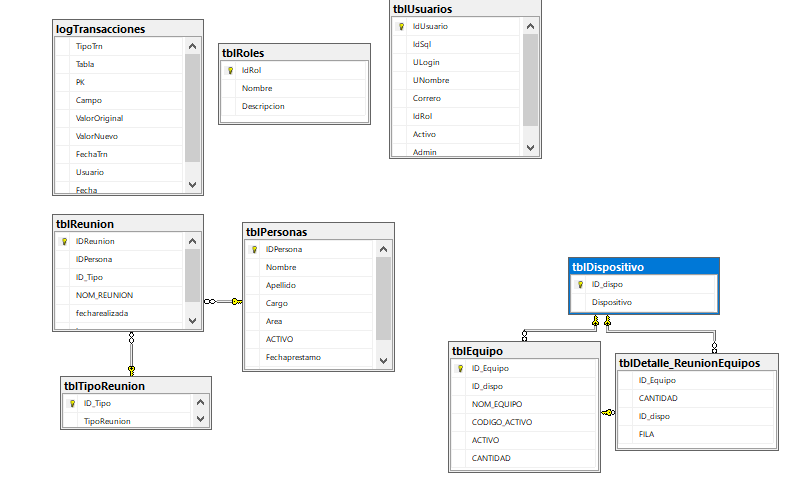 logTransacciones
TipoTrn
Tabla
PK
Campo
ValorOriginal
ValorNuevo
FechaTrn
Usuario
Fecha
tblRoles
IdRol
Nombre
Descripcion
tblUsuarios
IdUsuario
IdSql
ULogin
UNombre
Correro
IdRol
Activo
Admin
tblReunion
IDReunion
IDPersona
ID_Tipo
NOM_REUNION
fecharealizada
tblPersonas
IDPersona
Nombre
Apellido
Cargo
Area
ACTIVO
Fechaprestamo
tblTipoReunion
ID_Tipo
TipoReunion
tblDispositivo
ID_dispo
Dispositivo
tblEquipo
ID_Equipo
ID_dispo
NOM_EQUIPO
CODIGO_ACTIVO
ACTIVO
CANTIDAD
tblDetalle_ReunionEquipos
ID_Equipo
CANTIDAD
ID_dispo
FILA